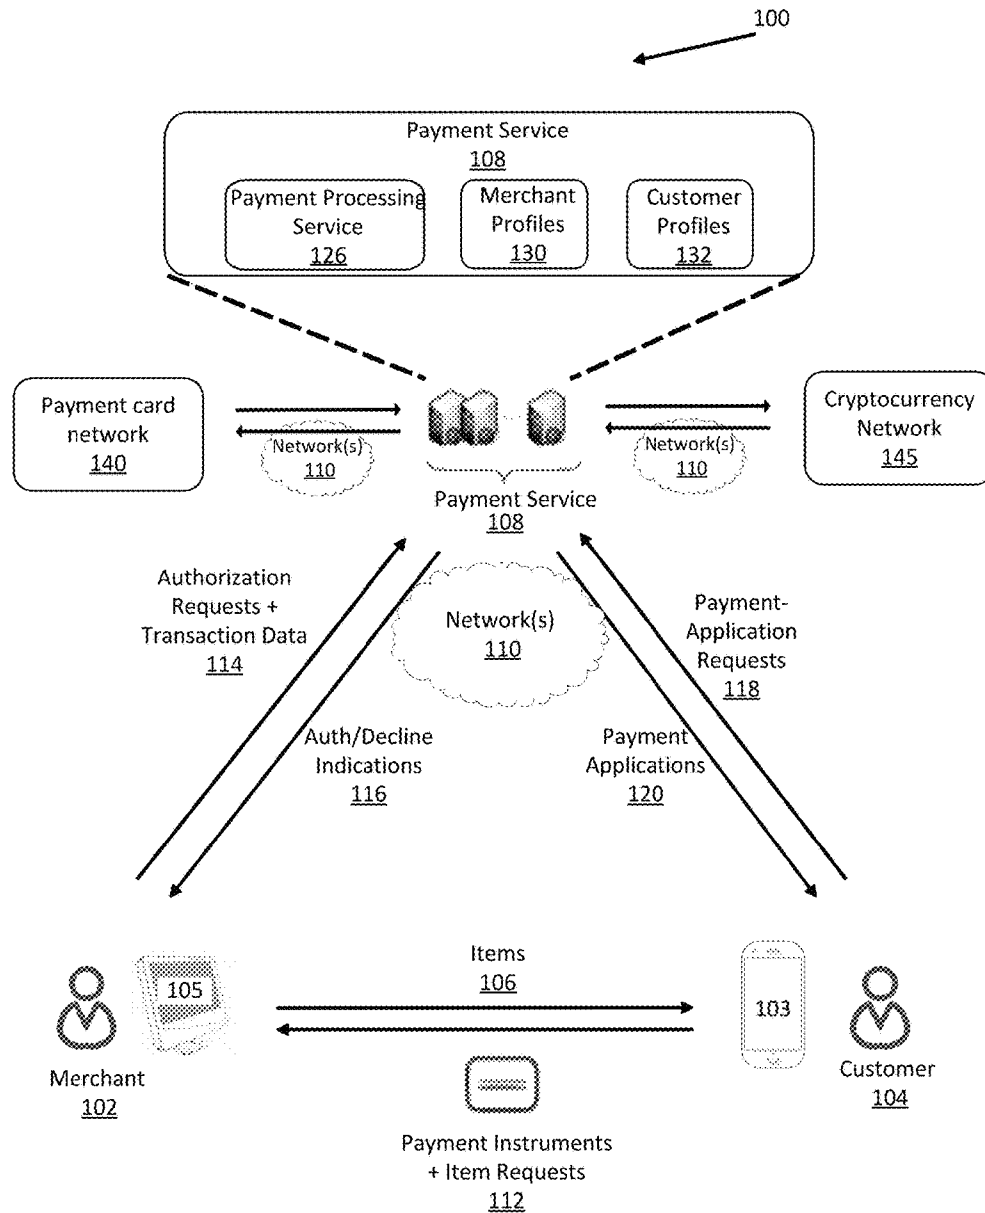 100
Payment Service
108
Payment Processing
Service
126
Merchant
Profiles
130
Customer
Profiles
132
Payment card
network
140
Network(s)
110
Network(s)
110
Cryptocurrency
Network
145
Payment Service
108
Authorization
Requests +
Transaction Data
114
Network(s)
110
Payment-
Application
Requests
118
Auth/Decline
Indications
116
Payment
Applications
120
Items
106
105
103
Merchant
102
Customer
104
Payment Instruments
+ Item Requests
112